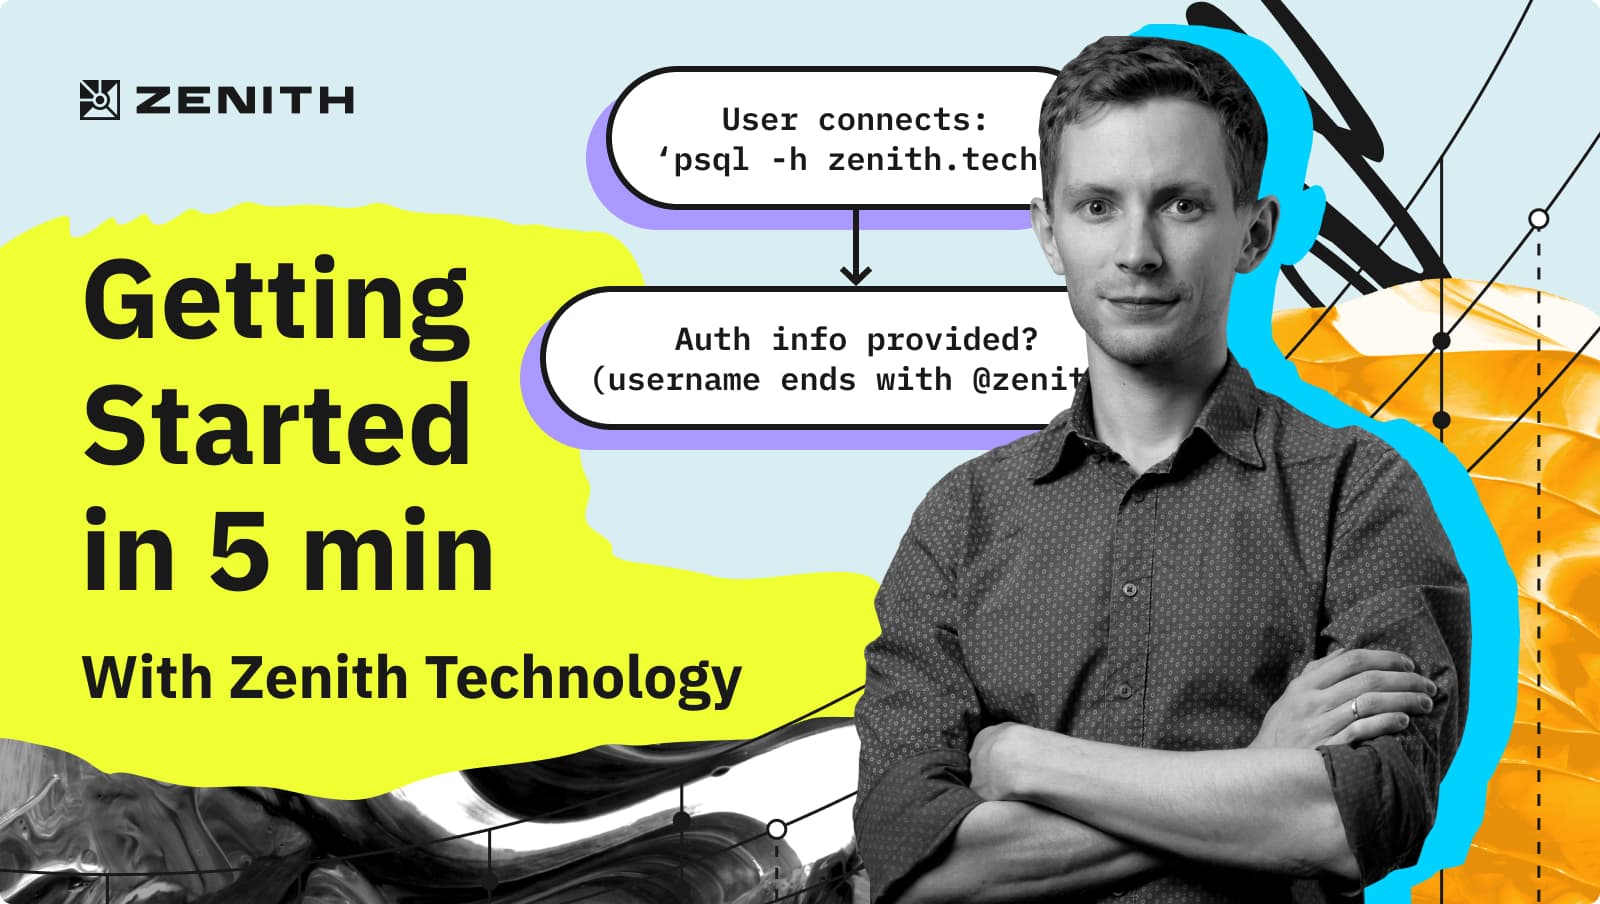 ZENITH
User connects:
‘psql -h zenith.tech
Auth info provided?
(username ends with @zenit
Getting
Started
in 5 min
With Zenith Technology